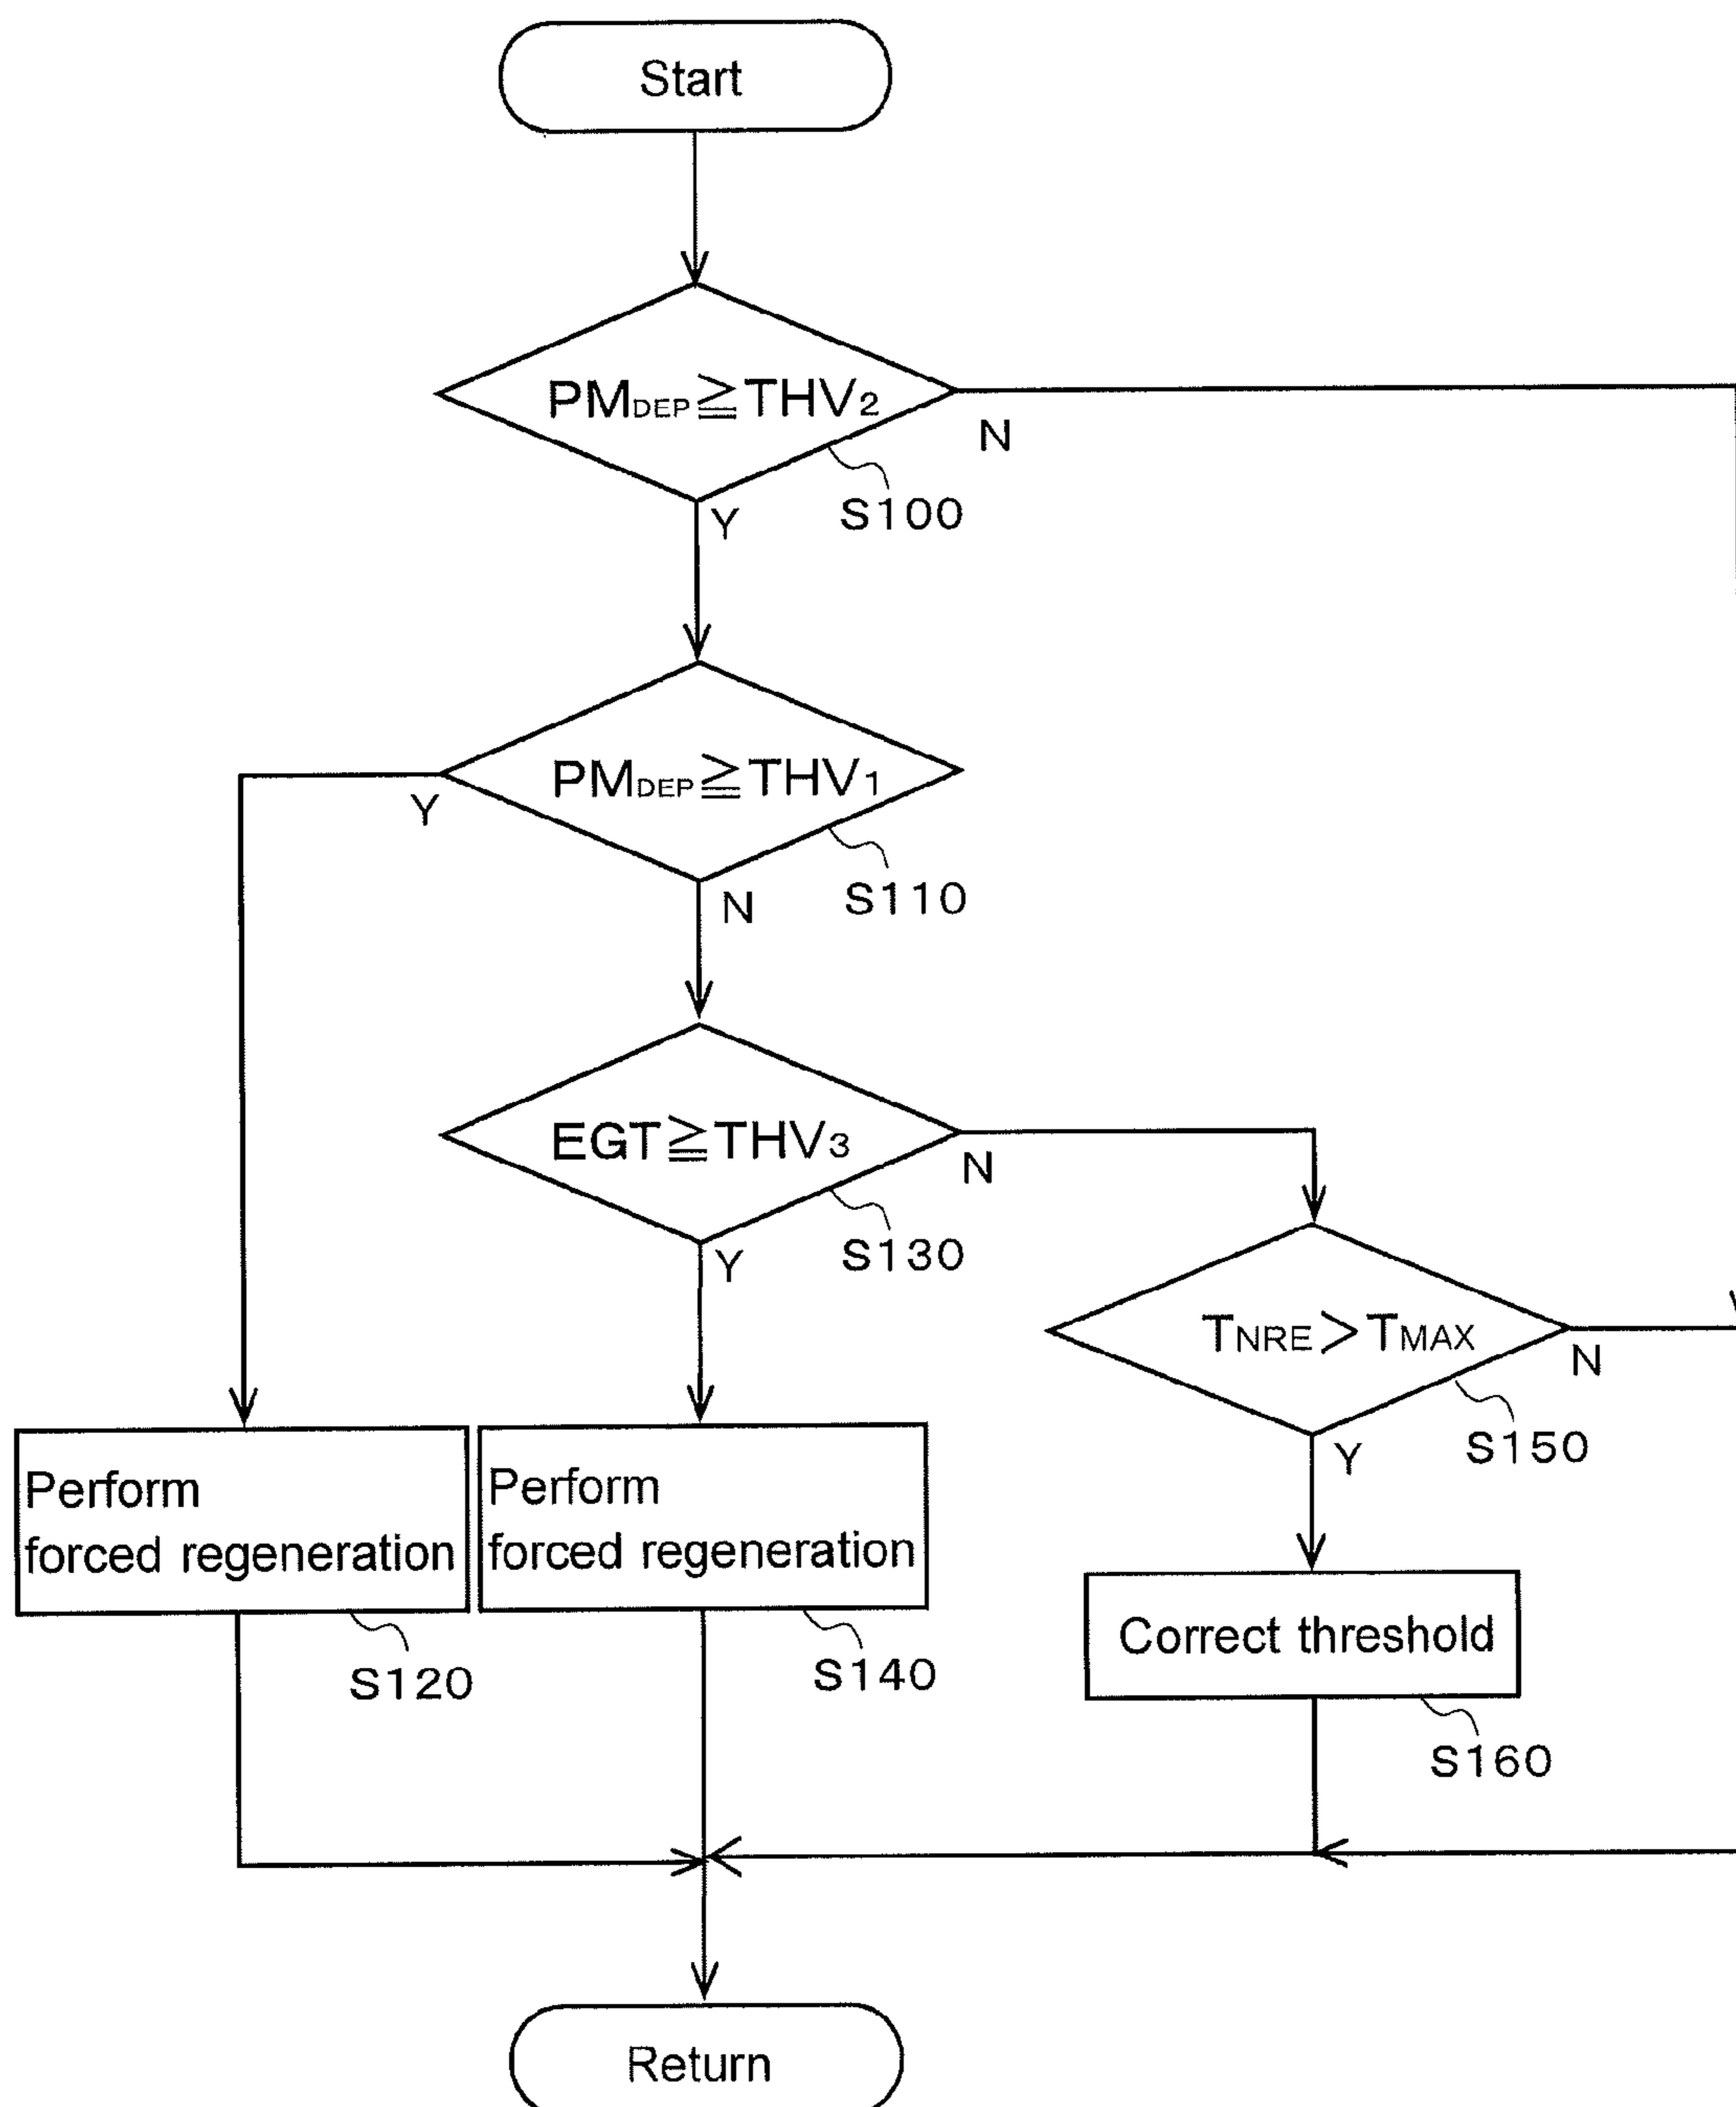 Start
PMDEP≧THV2
N
S100
Y
PMDEP≧THV1
Y
S110
N
EGT≧THV3
N
S130
Y
TNRE>TMAX
N
S150
Y
Perform
forced regeneration
S120
Perform
forced regeneration
S140
Correct threshold
S160
Return